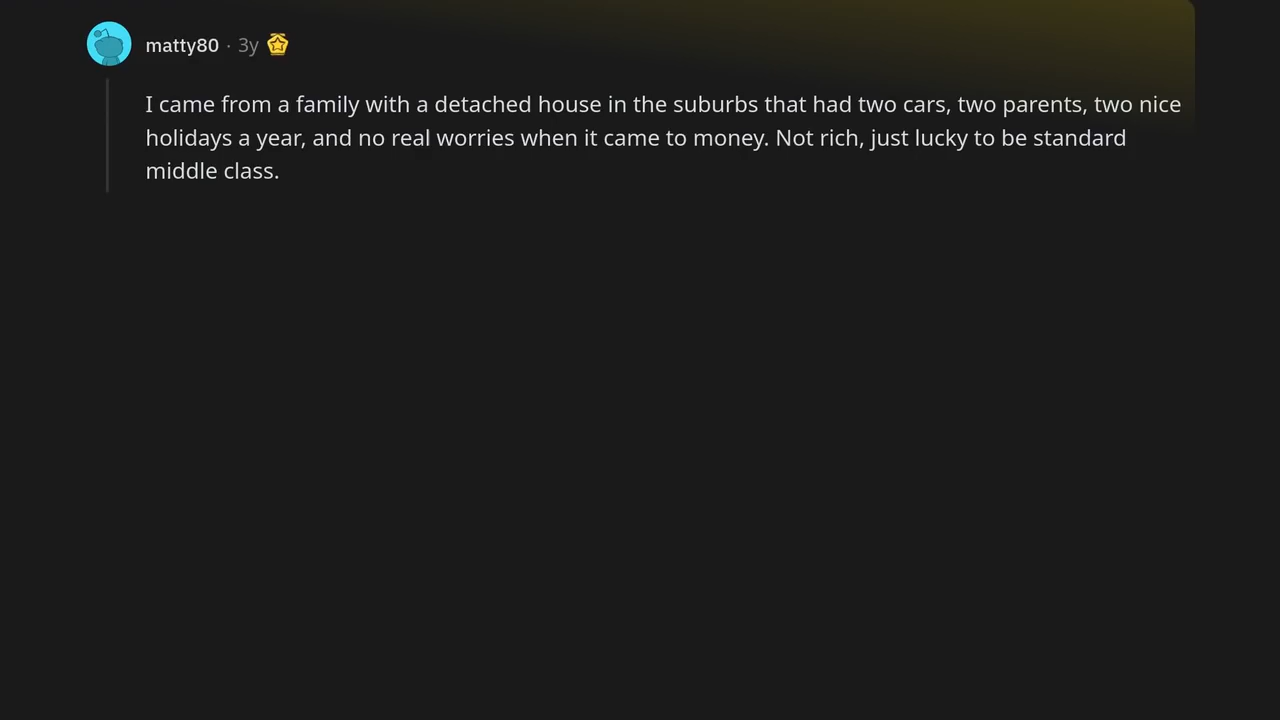 matty80 · 3y
I came from a family with a detached house in the suburbs that had two cars, two parents, two nice
holidays a year, and no real worries when it came to money. Not rich, just lucky to be standard
middle class.